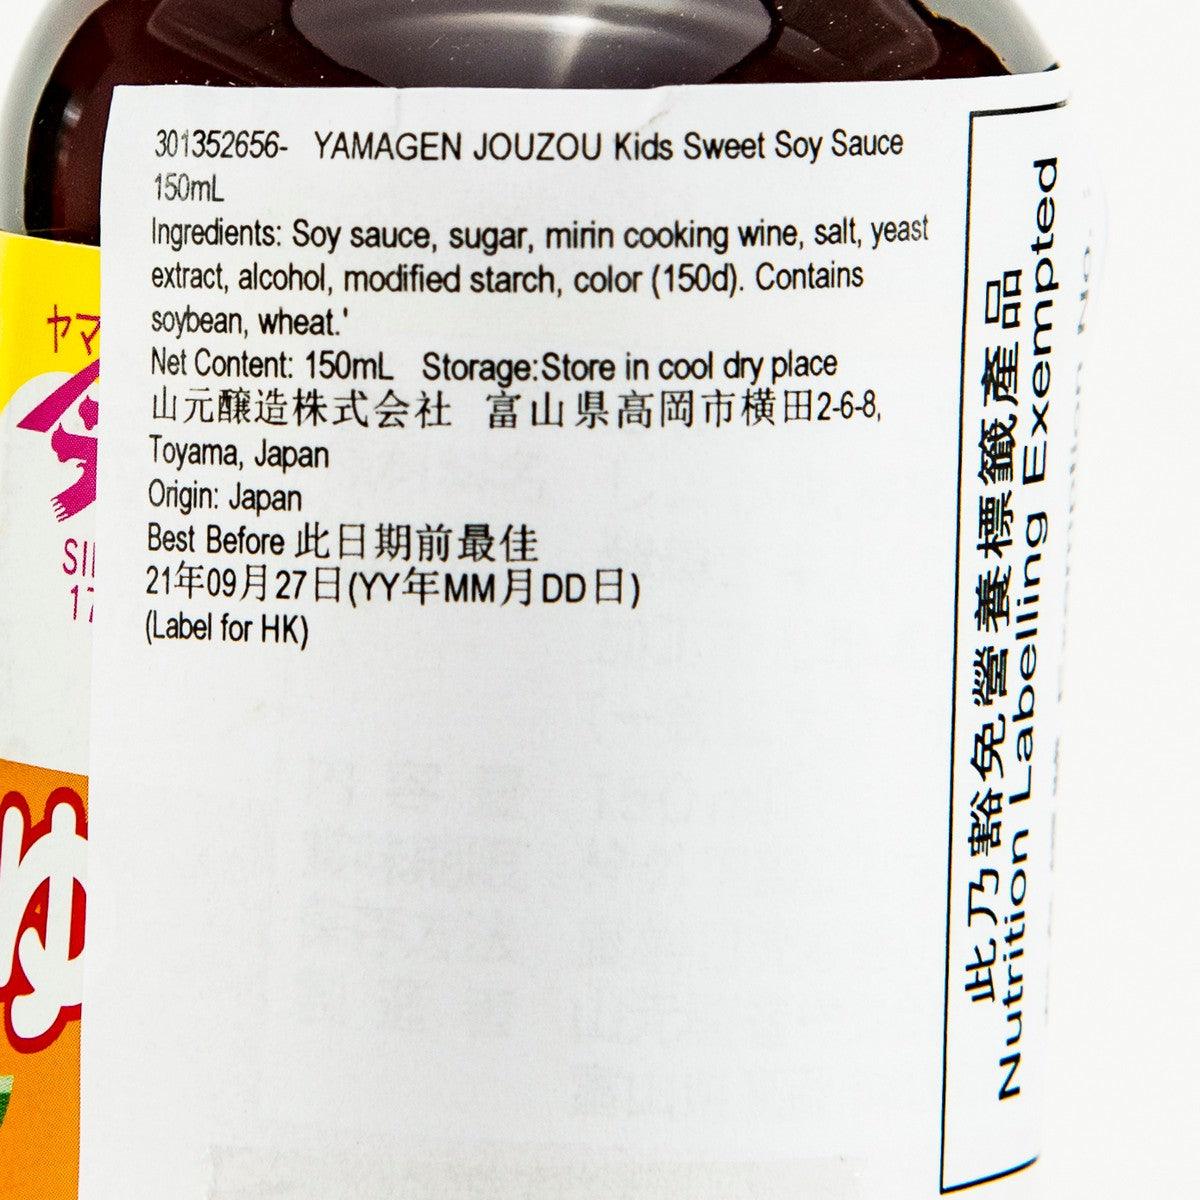 301352656-   YAMAGEN JOUZOU Kids Sweet Soy Sauce
150mL
Ingredients: Soy sauce, sugar, mirin cooking wine, salt, yeast
extract, alcohol, modified starch, color (150d). Contains
soybean, wheat.'
Net Content: 150mL   Storage:Store in cool dry place
山元醸造株式会社   富山県高岡市横田2-6-8,
Toyama, Japan
Origin: Japan
Best Before 此日期前最佳
21年09月27日(YY年MM月DD日)
(Label for HK)
此乃豁免營養標籤產品
Nutrition Labelling Exempted
ヤマ
SI
17
ゆ